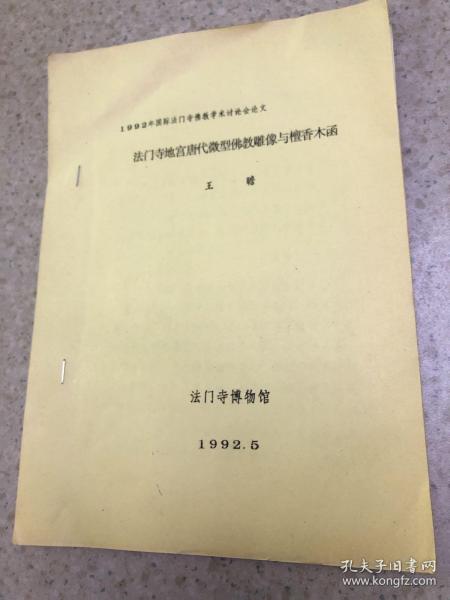 1992年国际法门寺佛教学术讨论会论文
法门寺地宫唐代微型佛教雕像与檀香木函
王 瞻
法门寺博物馆
1992.5
孔夫子旧书网
www.kongfz.com